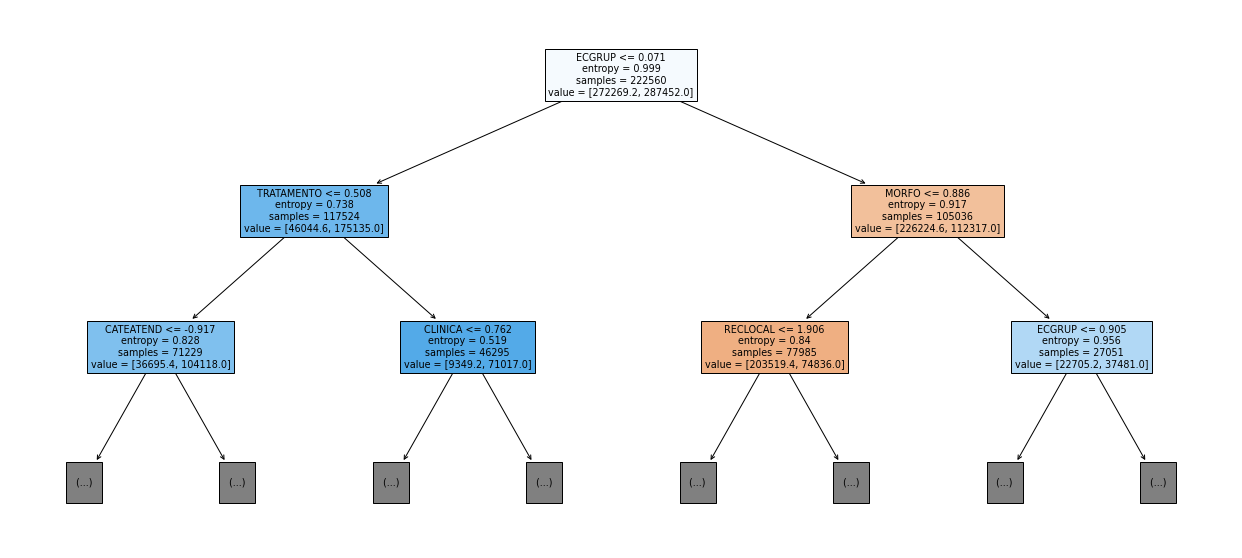 ECGRUP <= 0.071
entropy = 0.999
samples = 222560
value = [272269.2, 287452.0]
TRATAMENTO <= 0.508
entropy = 0.738
samples = 117524
value = [46044.6, 175135.0]
MORFO <= 0.886
entropy = 0.917
samples = 105036
value = [226224.6, 112317.0]
CATEATEND <= -0.917
entropy = 0.828
samples = 71229
value = [36695.4, 104118.0]
CLINICA <= 0.762
entropy = 0.519
samples = 46295
value = [9349.2, 71017.0]
RECLOCAL <= 1.906
entropy = 0.84
samples = 77985
value = [203519.4, 74836.0]
ECGRUP <= 0.905
entropy = 0.956
samples = 27051
value = [22705.2, 37481.0]
(...)
(...)
(...)
(...)
(...)
(...)
(...)
(...)